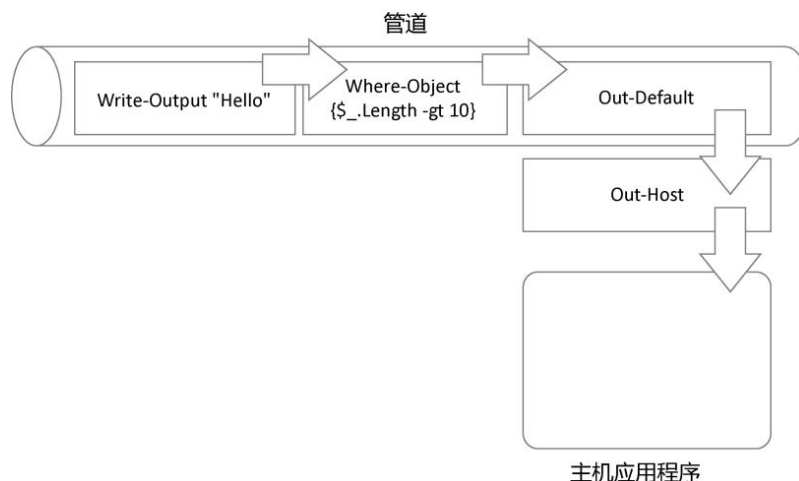 管道
Write-Output "Hello"
Where-Object
{$_.Length -gt 10}
Out-Default
Out-Host
主机应用程序